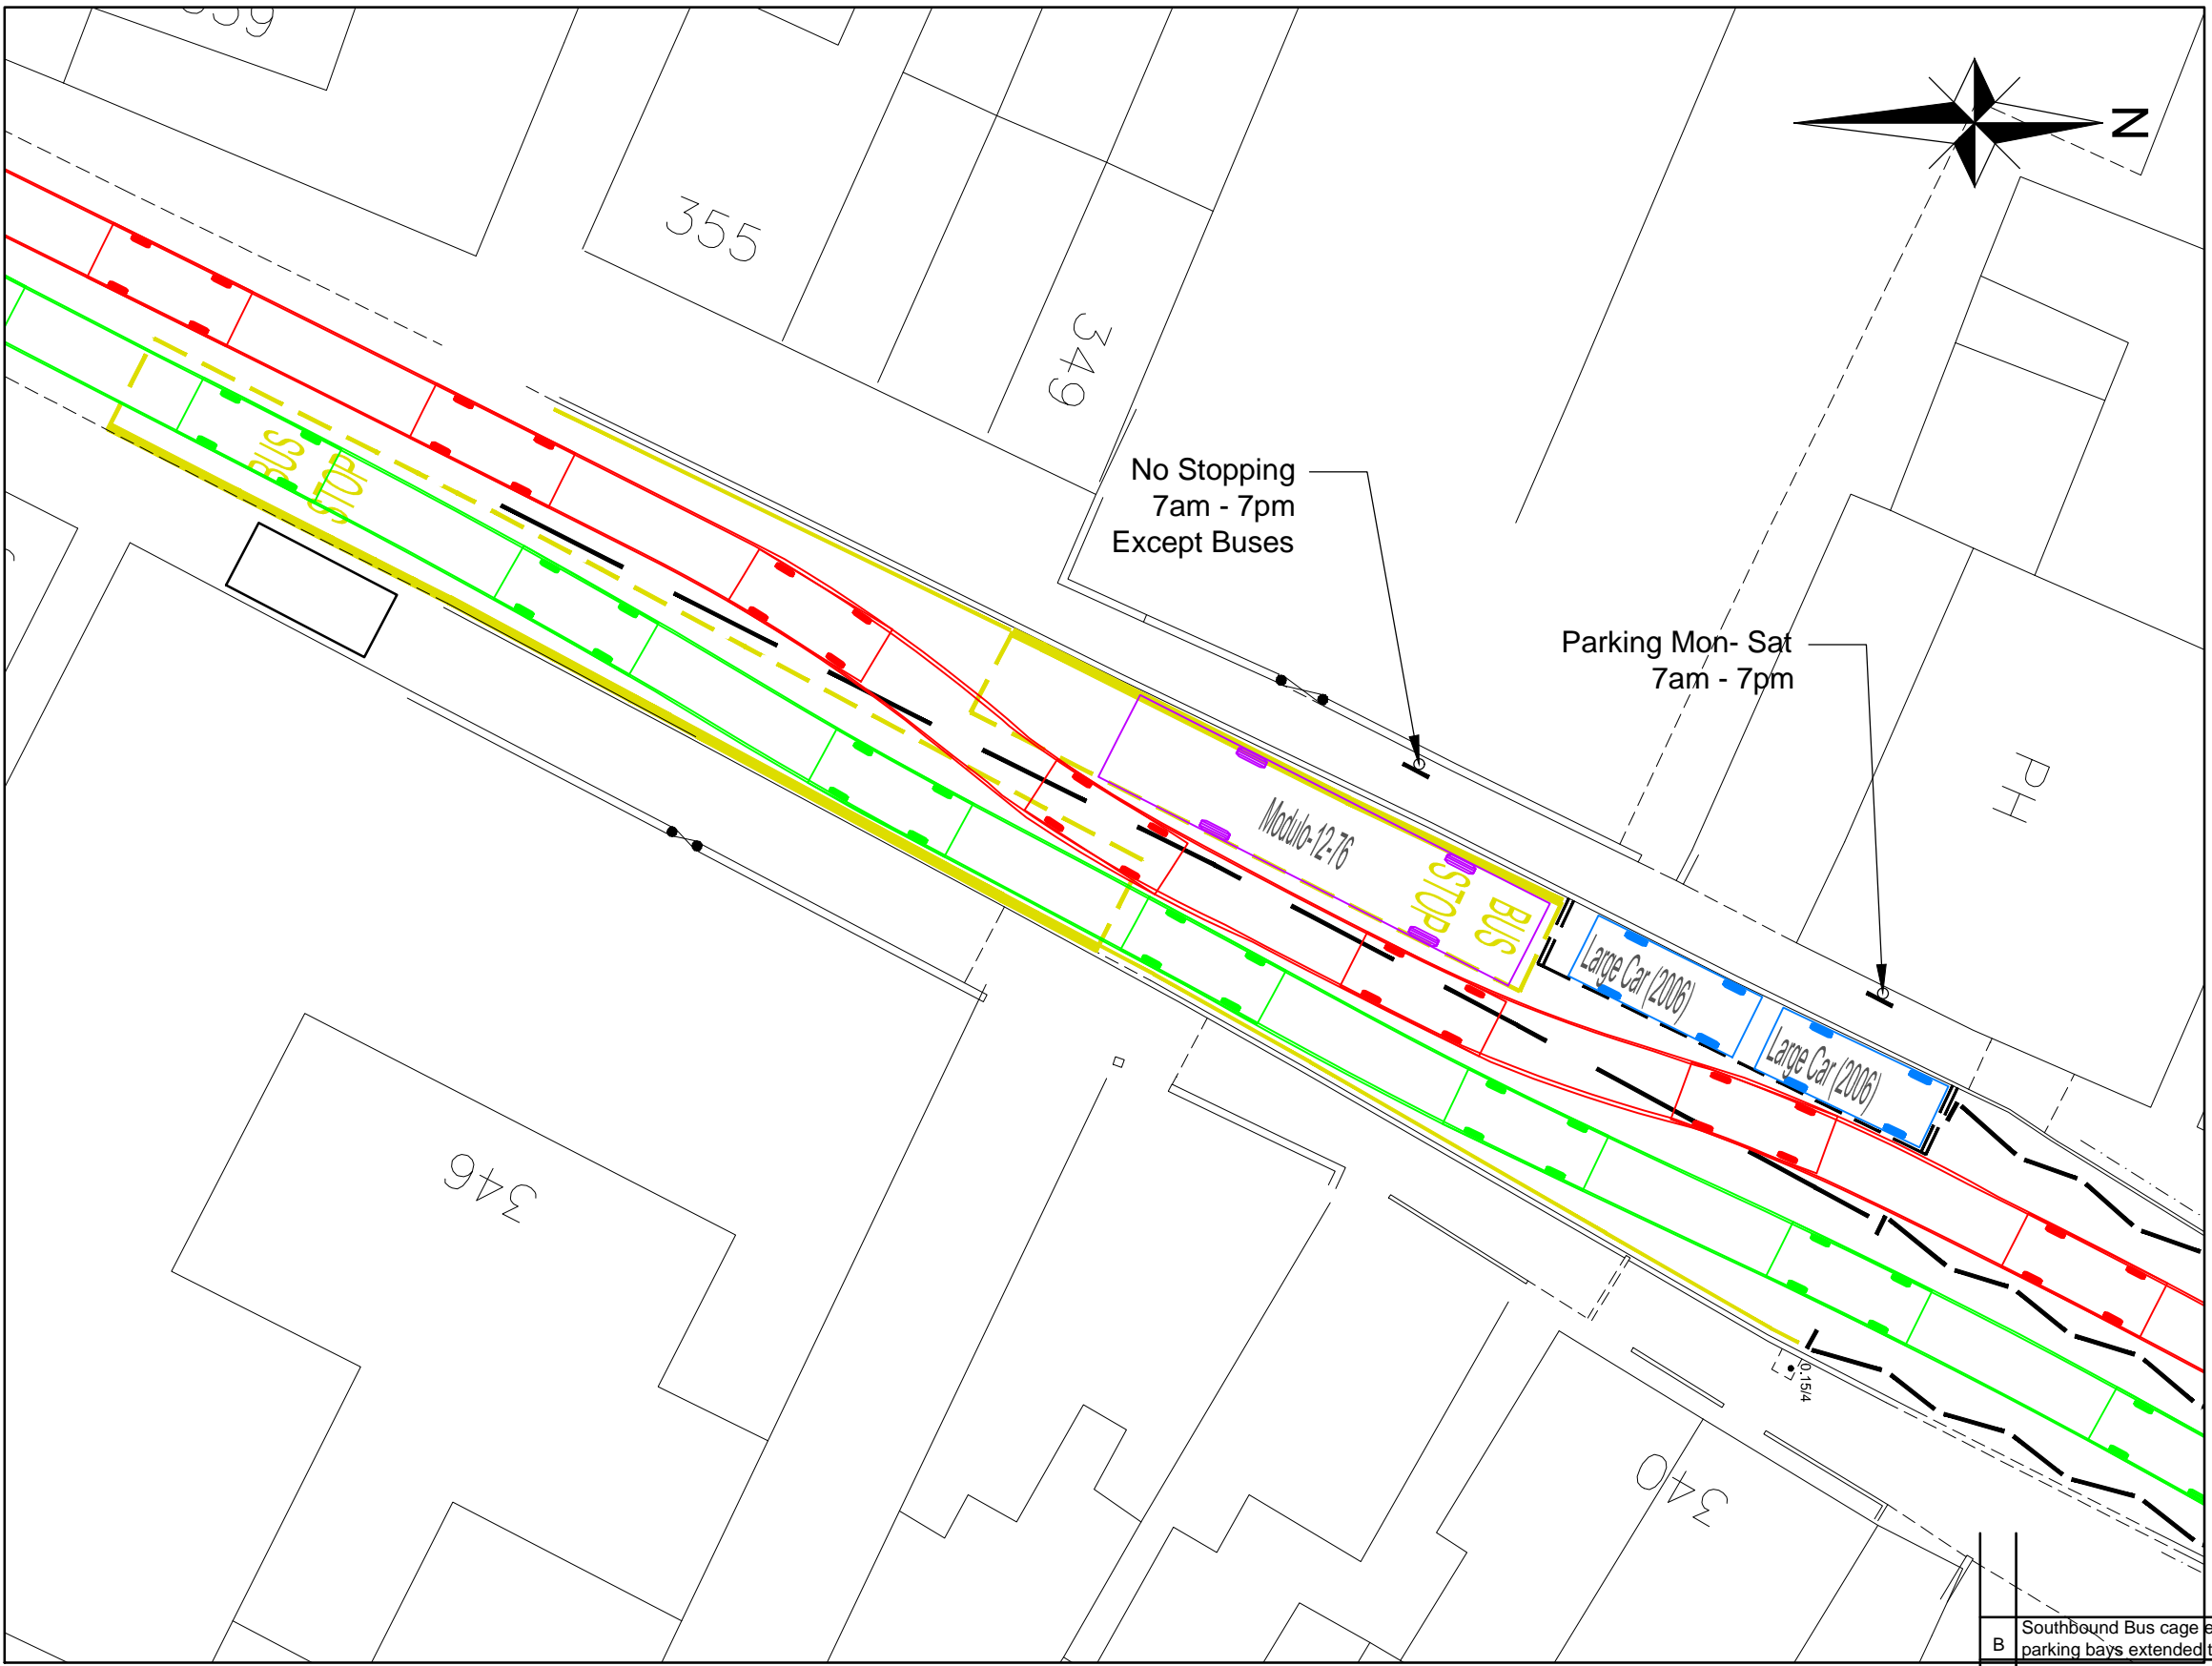 N
355
349
No Stopping
7am - 7pm
Except Buses
Parking Mon- Sat
7am - 7pm
PH
BUS
STOP
Modulo-12-76
BUS
STOP
Large Car (2006)
Large Car (2006)
346
0.15/4
340
B
Southbound Bus cage e
parking bays extended t